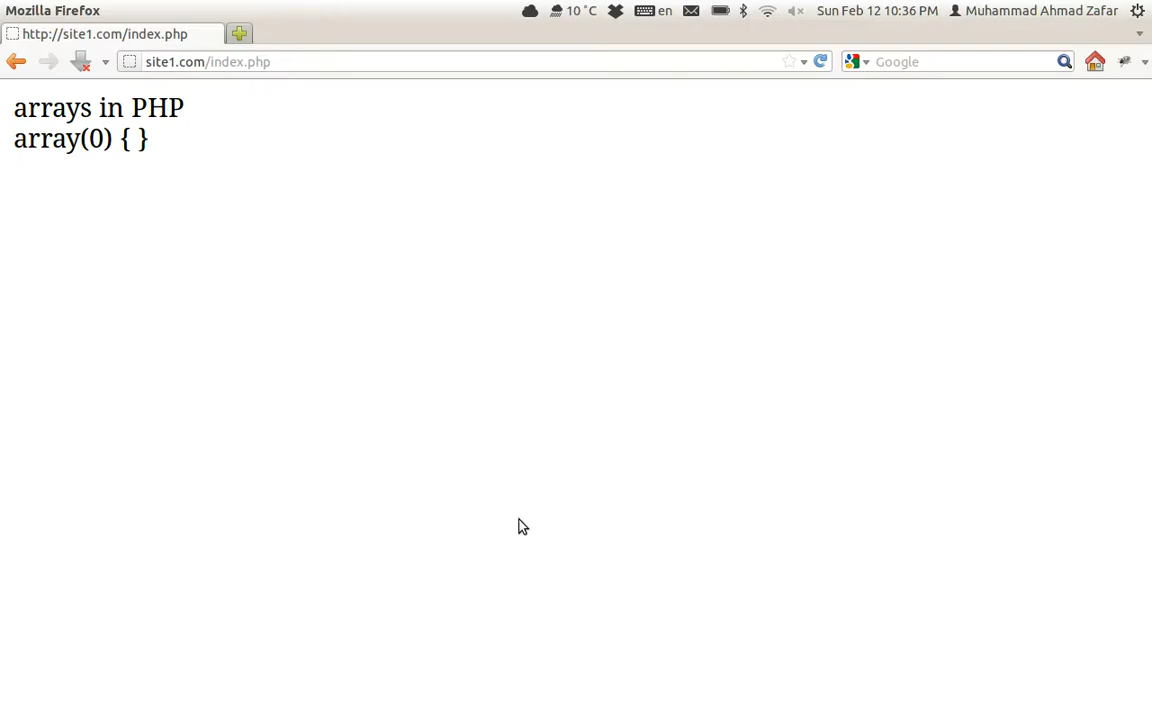 Mozilla Firefox
10 °C
en
Sun Feb 12 10:36 PM
Muhammad Ahmad Zafar
http://site1.com/index.php
site1.com/index.php
Google
arrays in PHP
array(0) { }